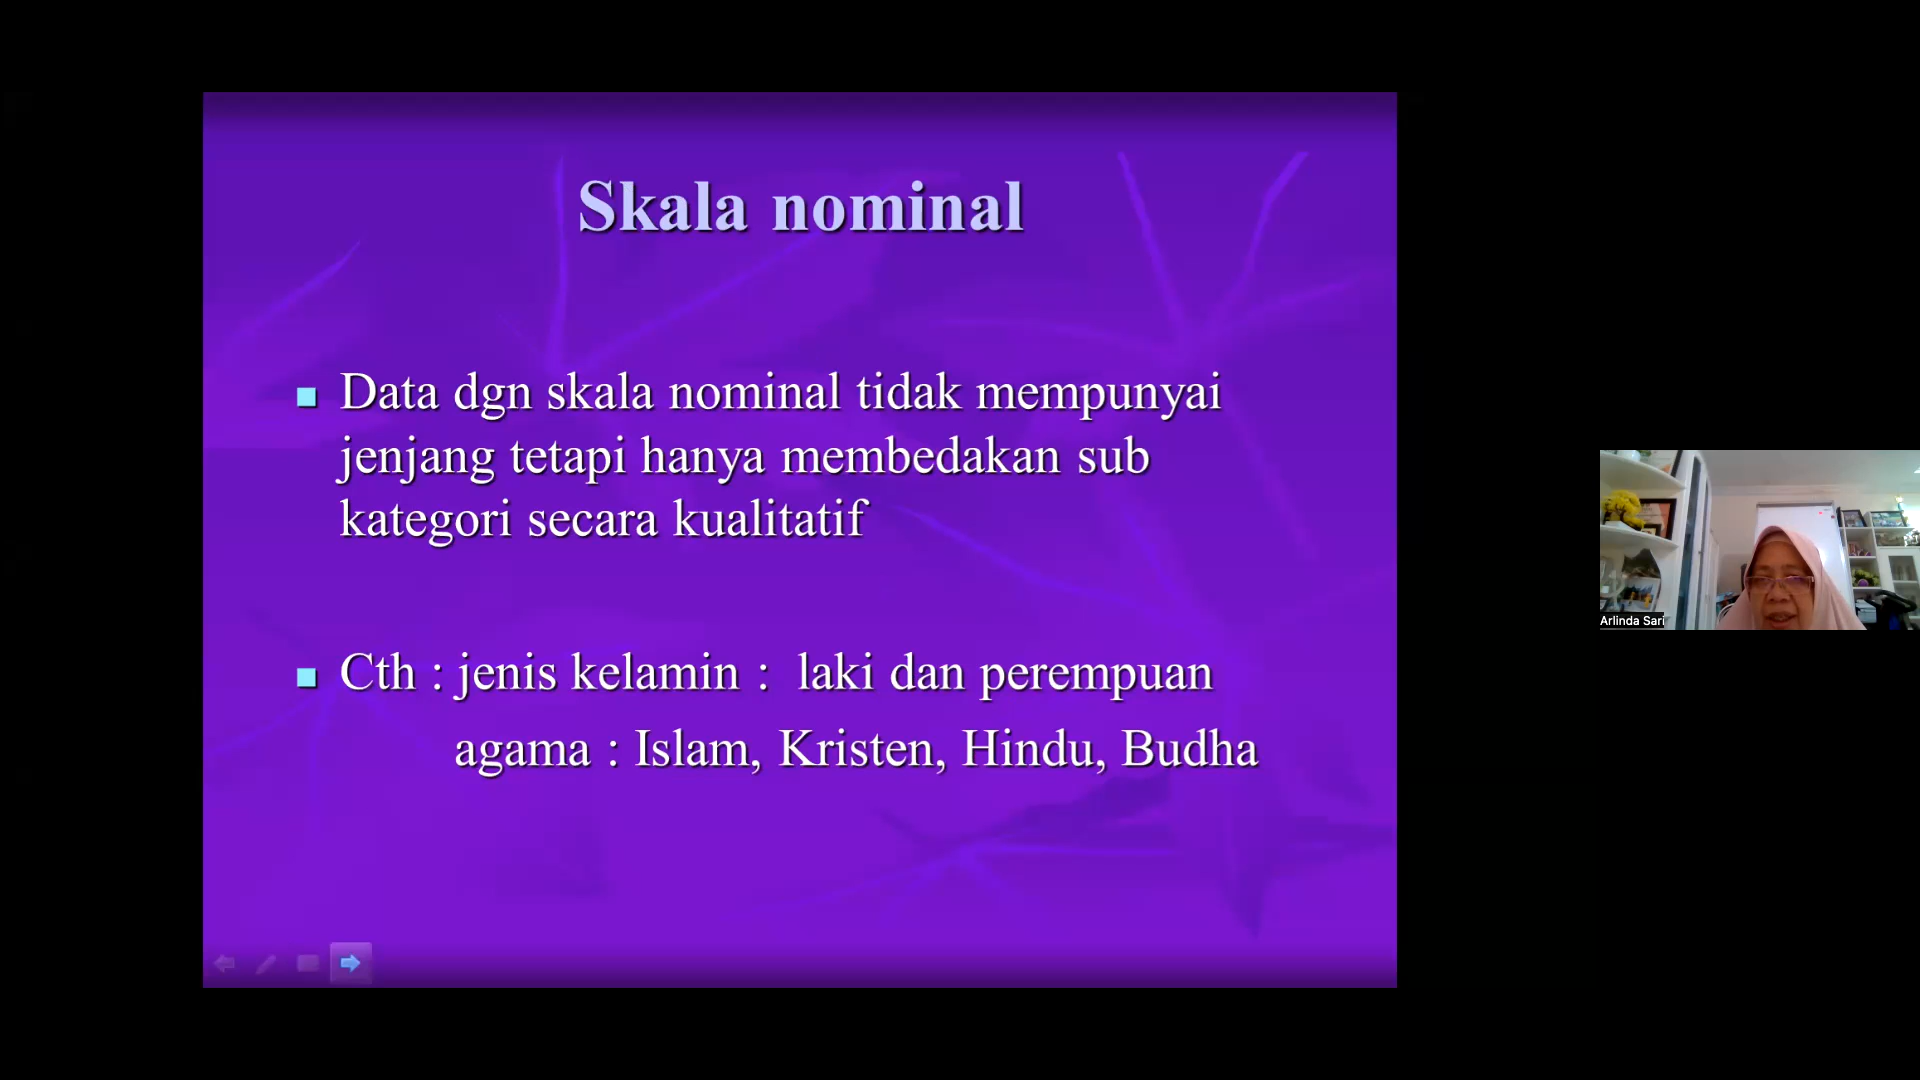 Skala nominal
Data dgn skala nominal tidak mempunyai
jenjang tetapi hanya membedakan sub
kategori secara kualitatif
Cth : jenis kelamin : laki dan perempuan
agama : Islam, Kristen, Hindu, Budha
Arlinda Sari